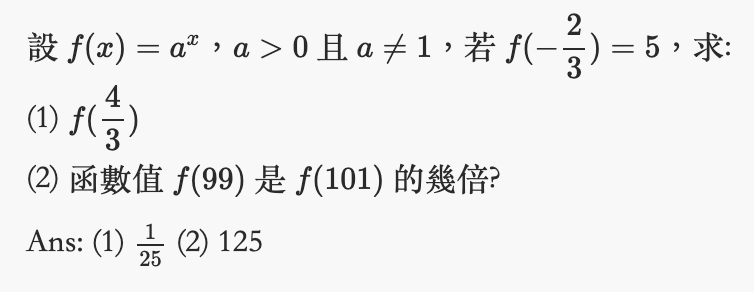 設 f(x) = aˣ，a > 0 且 a ≠ 1，若 f(−2/3) = 5，求:
(1) f(4/3)
(2) 函數值 f(99) 是 f(101) 的幾倍?
Ans: (1) 1/25 (2) 125